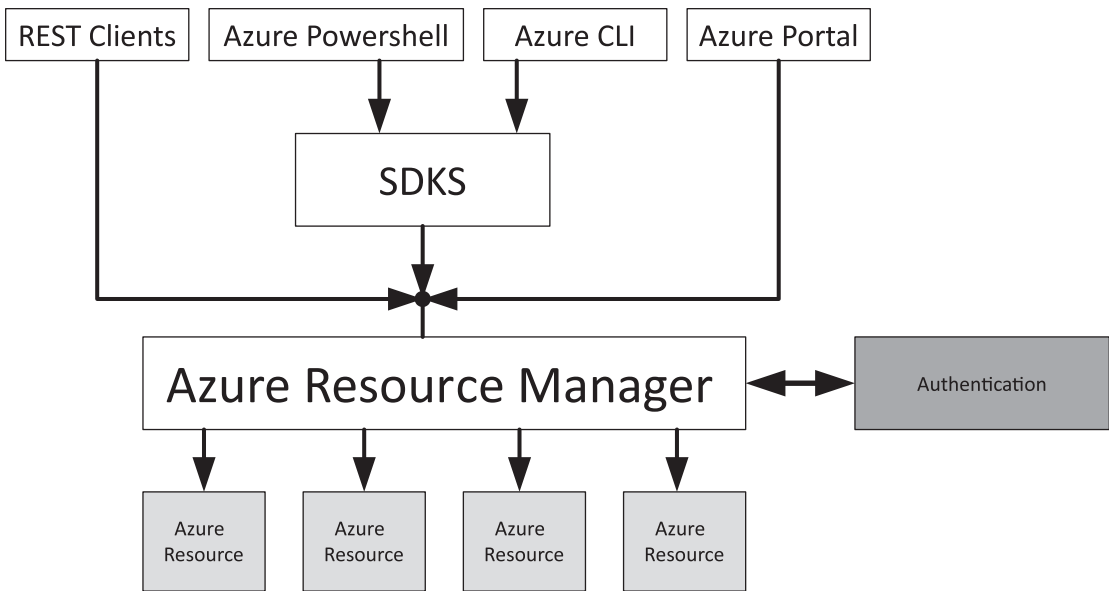 REST Clients
Azure Powershell
Azure CLI
Azure Portal
SDKS
Azure Resource Manager
Authentication
Azure
Resource
Azure
Resource
Azure
Resource
Azure
Resource